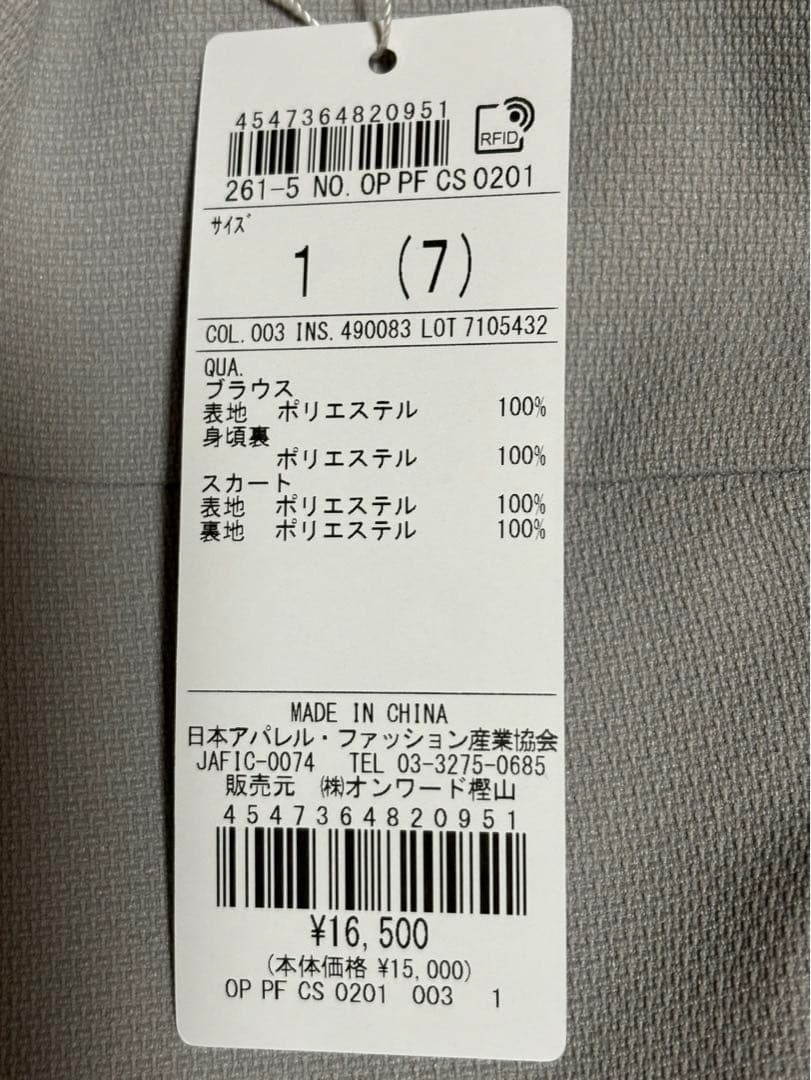 4547364820951
RFID
261-5 NO. OP PF CS 0201
ｻｲｽﾞ
1 (7)
COL. 003 INS. 490083 LOT 7105432
QUA.
ブラウス
表地 ポリエステル 100%
身頃裏
ポリエステル 100%
スカート
表地 ポリエステル 100%
裏地 ポリエステル 100%
MADE IN CHINA
日本アパレル・ファッション産業協会
JAFIC-0074 TEL 03-3275-0685
販売元 ㈱オンワード樫山
4547364820951
¥16,500
(本体価格 ¥15,000)
OP PF CS 0201 003 1